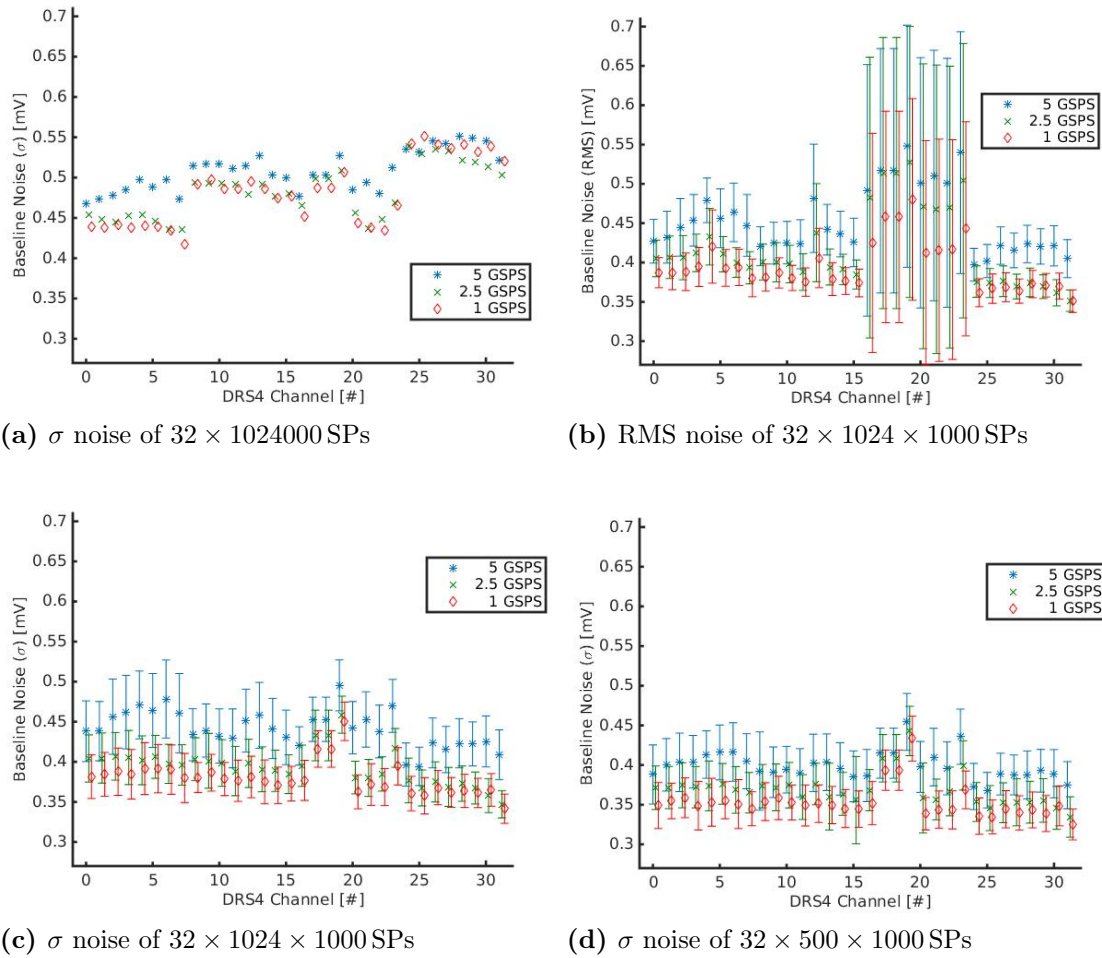 0.7
0.65
0.6
0.55
0.5
0.45
0.4
0.35
0.3
Baseline Noise (σ) [mV]
5 GSPS
2.5 GSPS
1 GSPS
0 5 10 15 20 25 30
DRS4 Channel [#]
(a) σ noise of 32 × 1024000 SPs
0.7
0.65
0.6
0.55
0.5
0.45
0.4
0.35
0.3
Baseline Noise (RMS) [mV]
5 GSPS
2.5 GSPS
1 GSPS
0 5 10 15 20 25 30
DRS4 Channel [#]
(b) RMS noise of 32 × 1024 × 1000 SPs
0.7
0.65
0.6
0.55
0.5
0.45
0.4
0.35
0.3
Baseline Noise (σ) [mV]
5 GSPS
2.5 GSPS
1 GSPS
0 5 10 15 20 25 30
DRS4 Channel [#]
(c) σ noise of 32 × 1024 × 1000 SPs
0.7
0.65
0.6
0.55
0.5
0.45
0.4
0.35
0.3
Baseline Noise (σ) [mV]
5 GSPS
2.5 GSPS
1 GSPS
0 5 10 15 20 25 30
DRS4 Channel [#]
(d) σ noise of 32 × 500 × 1000 SPs